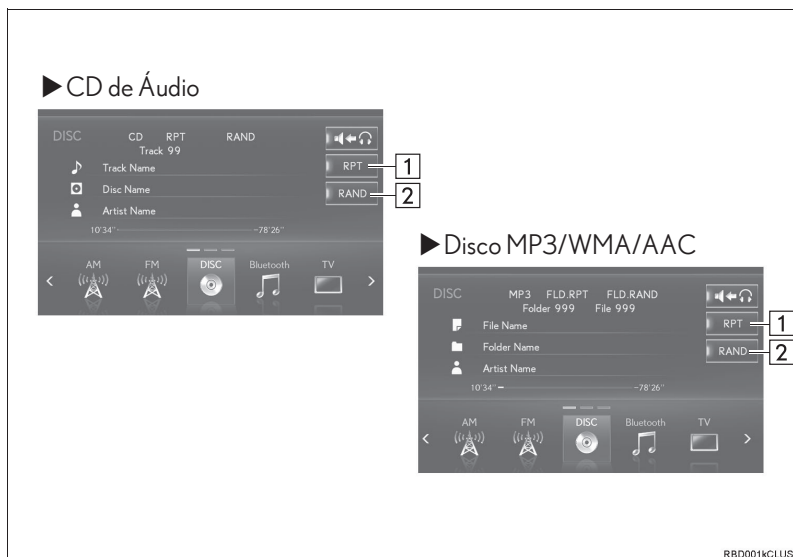 ▶CD de Áudio
DISC CD RPT RAND
Track 99
Track Name
RPT 1
Disc Name
RAND 2
Artist Name
10'34" -78'26"
AM FM DISC Bluetooth TV
▶Disco MP3/WMA/AAC
DISC MP3 FLD.RPT FLD.RAND
Folder 999 File 999
File Name
RPT 1
Folder Name
RAND 2
Artist Name
10'34" -78'26"
AM FM DISC Bluetooth TV
RBD001kCLUS